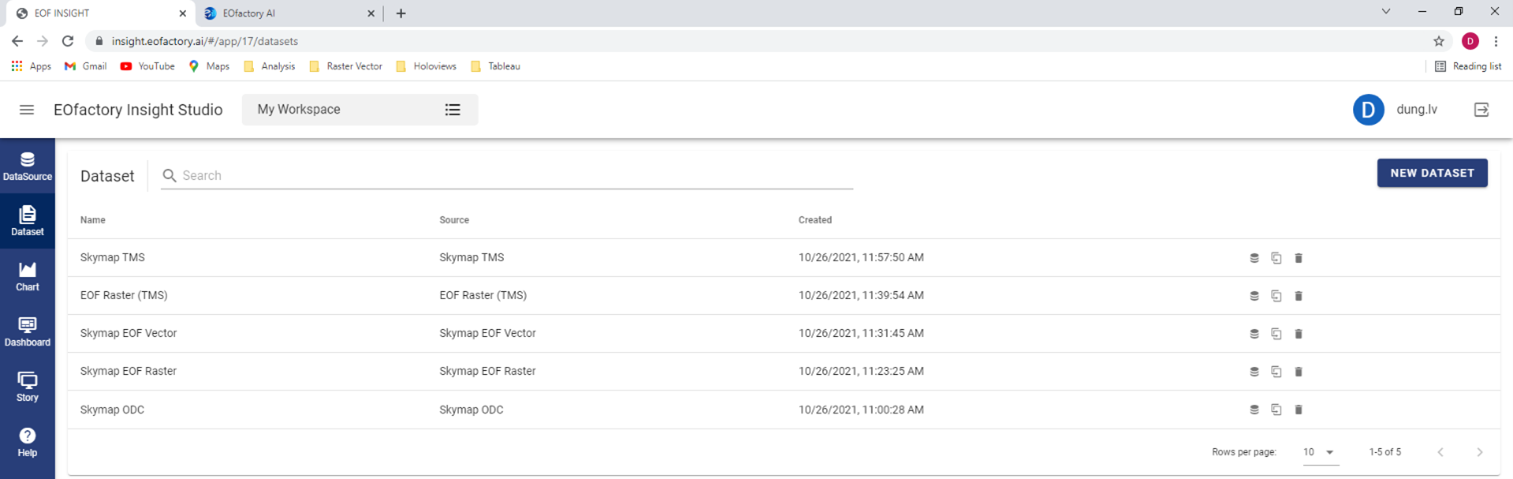 EOF INSIGHT
EOfactory AI
insight.eofactory.ai/#/app/17/datasets
D
Apps Gmail YouTube Maps Analysis Raster Vector Holoviews Tableau Reading list
EOfactory Insight Studio My Workspace D dung.lv
DataSource
Dataset
Chart
Dashboard
Story
Help
Dataset Search NEW DATASET
Name Source Created
Skymap TMS Skymap TMS 10/26/2021, 11:57:50 AM
EOF Raster (TMS) EOF Raster (TMS) 10/26/2021, 11:39:54 AM
Skymap EOF Vector Skymap EOF Vector 10/26/2021, 11:31:45 AM
Skymap EOF Raster Skymap EOF Raster 10/26/2021, 11:23:25 AM
Skymap ODC Skymap ODC 10/26/2021, 11:00:28 AM
Rows per page: 10 1-5 of 5